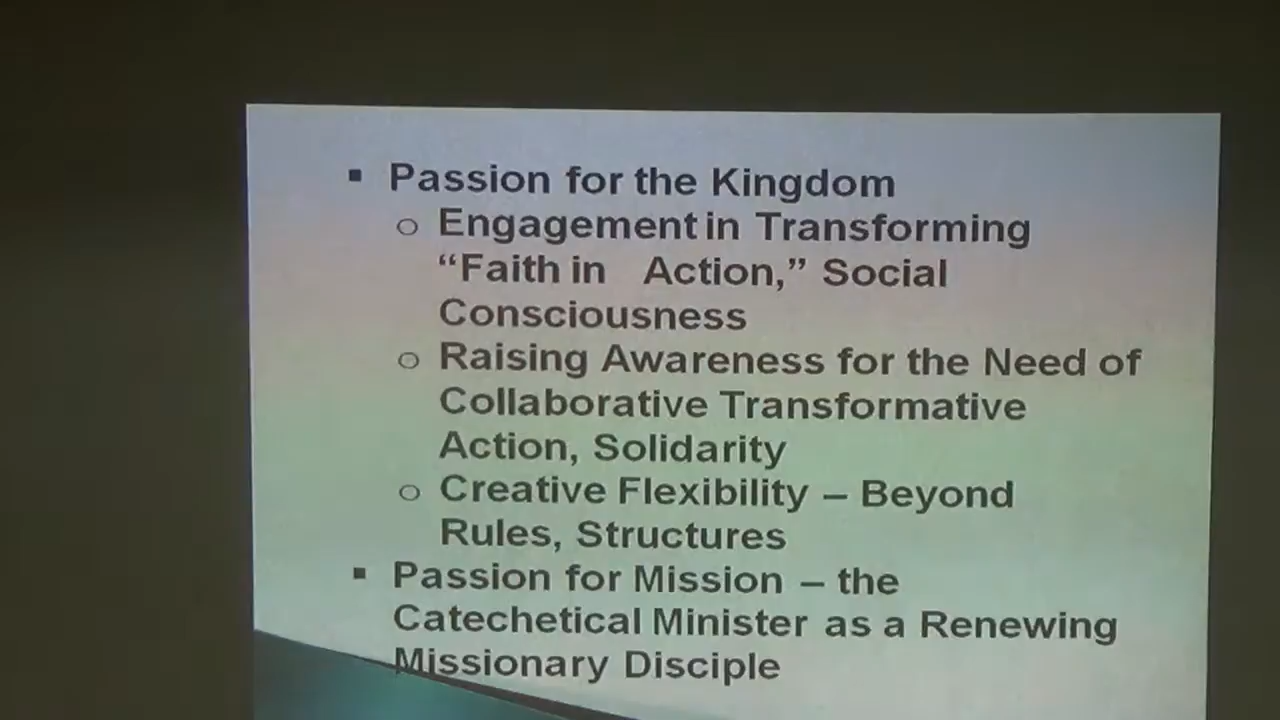 ▪ Passion for the Kingdom
o Engagement in Transforming
“Faith in Action,” Social
Consciousness
o Raising Awareness for the Need of
Collaborative Transformative
Action, Solidarity
o Creative Flexibility – Beyond
Rules, Structures
▪ Passion for Mission – the
Catechetical Minister as a Renewing
Missionary Disciple